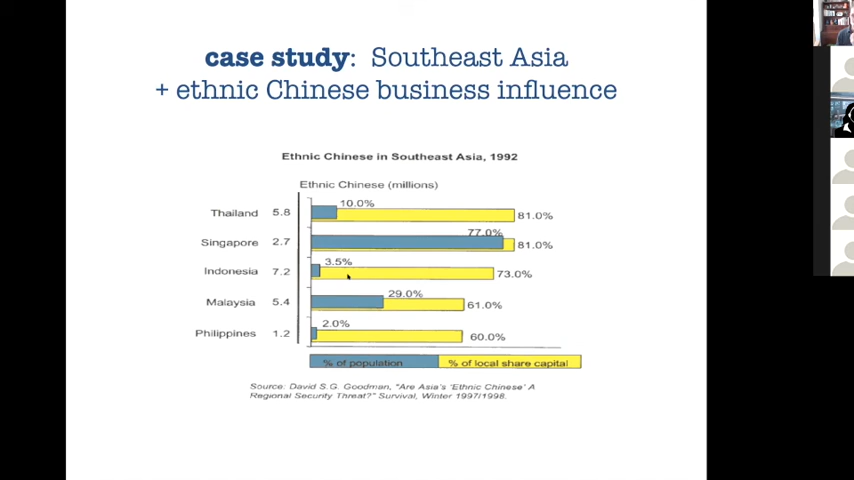 case study: Southeast Asia
+ ethnic Chinese business influence
Ethnic Chinese in Southeast Asia, 1992
Ethnic Chinese (millions)
Thailand 5.8 10.0% 81.0%
Singapore 2.7 77.0% 81.0%
Indonesia 7.2 3.5% 73.0%
Malaysia 5.4 29.0% 61.0%
Philippines 1.2 2.0% 60.0%
% of population % of local share capital
Source: David S.G. Goodman, "Are Asia's 'Ethnic Chinese' A
Regional Security Threat?" Survival, Winter 1997/1998.